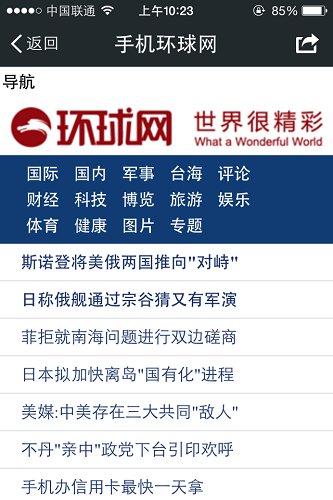 中国联通 上午10:23 85%
返回 手机环球网
导航
环球网 世界很精彩
What a Wonderful World
国际 国内 军事 台海 评论
财经 科技 博览 旅游 娱乐
体育 健康 图片 专题
斯诺登将美俄两国推向"对峙"
日称俄舰通过宗谷猜又有军演
菲拒就南海问题进行双边磋商
日本拟加快离岛"国有化"进程
美媒:中美存在三大共同"敌人"
不丹"亲中"政党下台引印欢呼
手机办信用卡最快一天拿